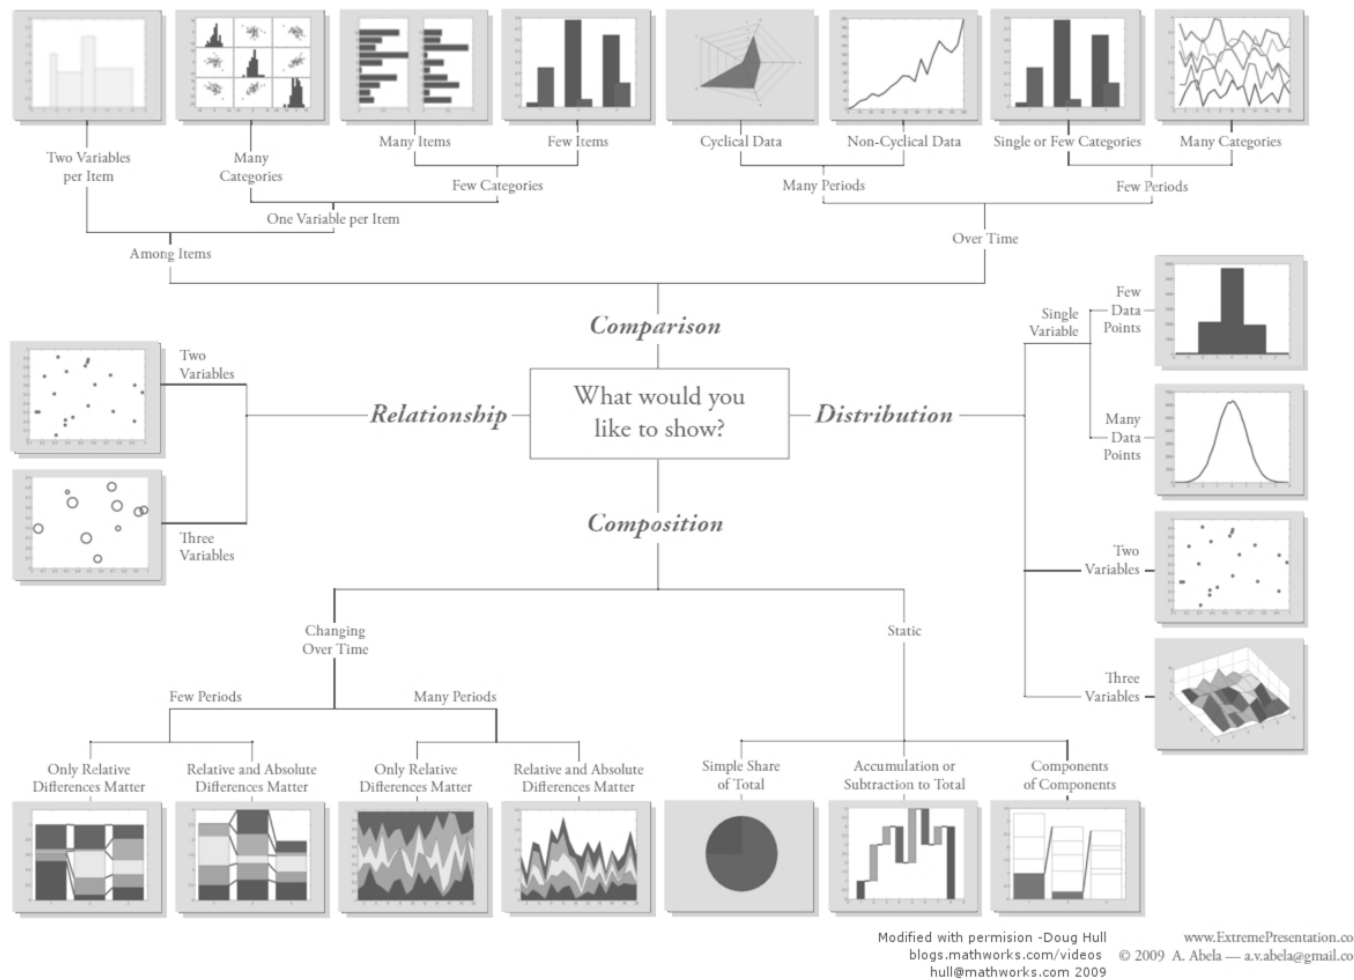 Two Variables
per Item
Many
Categories
Many Items
Few Items
Cyclical Data
Non-Cyclical Data
Single or Few Categories
Many Categories
Few Categories
Many Periods
Few Periods
One Variable per Item
Among Items
Over Time
Comparison
What would you
like to show?
Relationship
Two
Variables
Three
Variables
Distribution
Single
Variable
Few
Data
Points
Many
Data
Points
Two
Variables
Three
Variables
Composition
Changing
Over Time
Static
Few Periods
Many Periods
Only Relative
Differences Matter
Relative and Absolute
Differences Matter
Only Relative
Differences Matter
Relative and Absolute
Differences Matter
Simple Share
of Total
Accumulation or
Subtraction to Total
Components
of Components
Modified with permision -Doug Hull
blogs.mathworks.com/videos
hull@mathworks.com 2009
www.ExtremePresentation.co
© 2009 A. Abela — a.v.abela@gmail.co